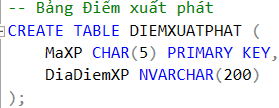 -- Bảng Điểm xuất phát
CREATE TABLE DIEMXUATPHAT (
MaXP CHAR(5) PRIMARY KEY,
DiaDiemXP NVARCHAR(200)
);